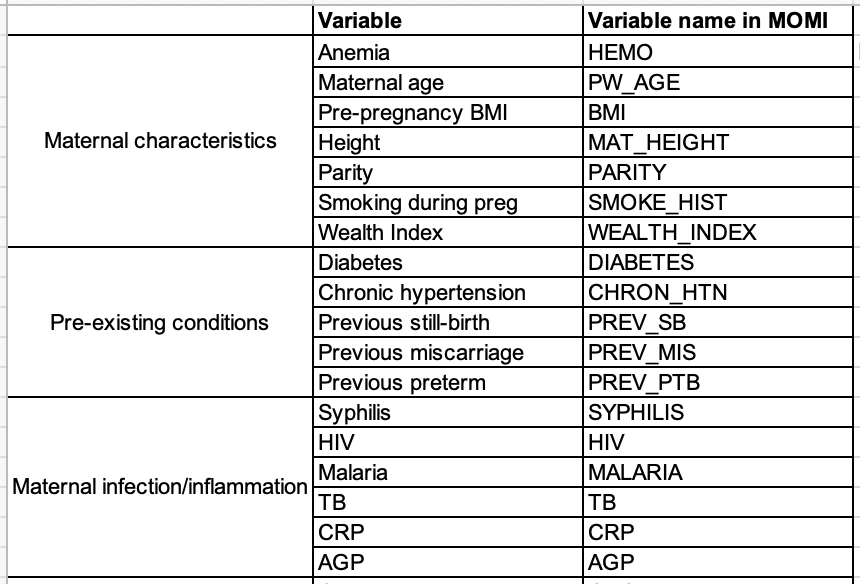 Variable Variable name in MOMI
Maternal characteristics
Anemia HEMO
Maternal age PW_AGE
Pre-pregnancy BMI BMI
Height MAT_HEIGHT
Parity PARITY
Smoking during preg SMOKE_HIST
Wealth Index WEALTH_INDEX
Pre-existing conditions
Diabetes DIABETES
Chronic hypertension CHRON_HTN
Previous still-birth PREV_SB
Previous miscarriage PREV_MIS
Previous preterm PREV_PTB
Maternal infection/inflammation
Syphilis SYPHILIS
HIV HIV
Malaria MALARIA
TB TB
CRP CRP
AGP AGP